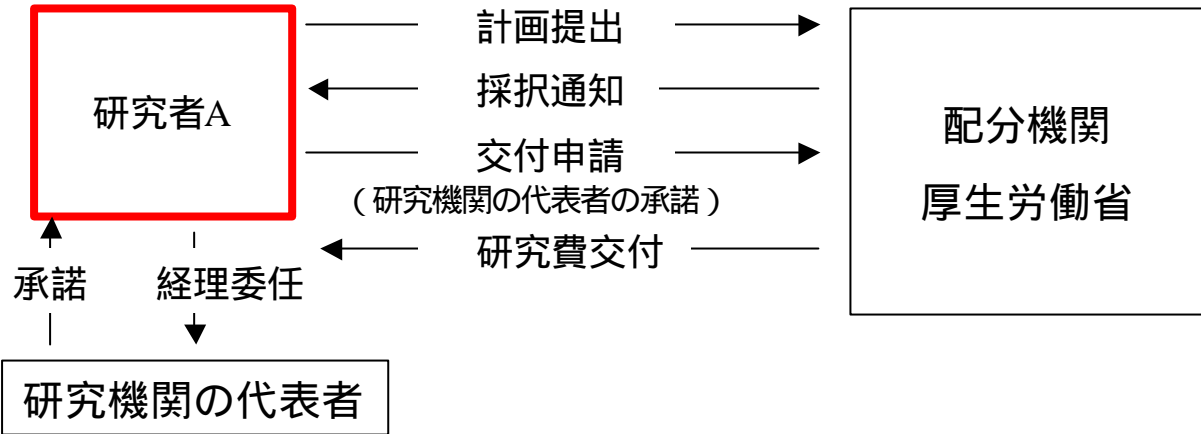 計画提出
採択通知
研究者A
交付申請
(研究機関の代表者の承諾)
研究費交付
配分機関
厚生労働省
承諾
経理委任
研究機関の代表者